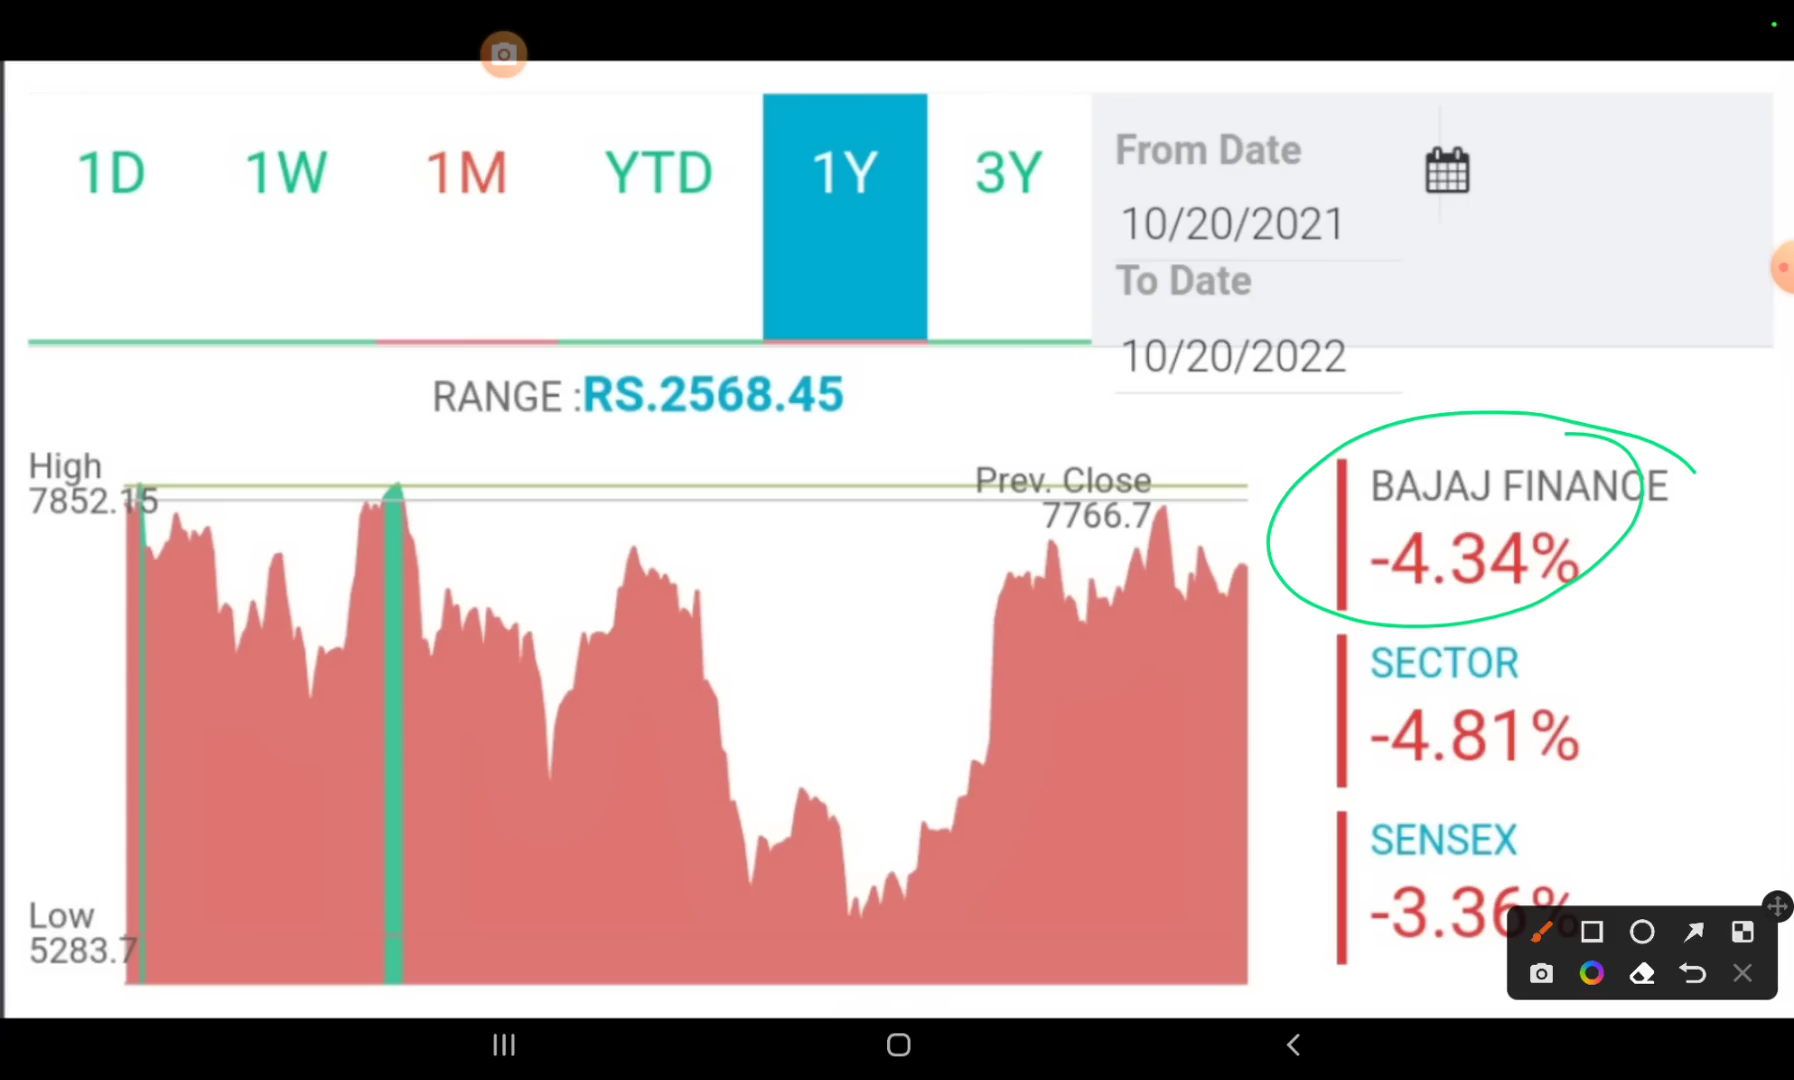 1D 1W 1M YTD 1Y 3Y
From Date
10/20/2021
To Date
10/20/2022
RANGE :RS.2568.45
High
7852.15
Prev. Close
7766.7
Low
5283.7
BAJAJ FINANCE
-4.34%
SECTOR
-4.81%
SENSEX
-3.36%